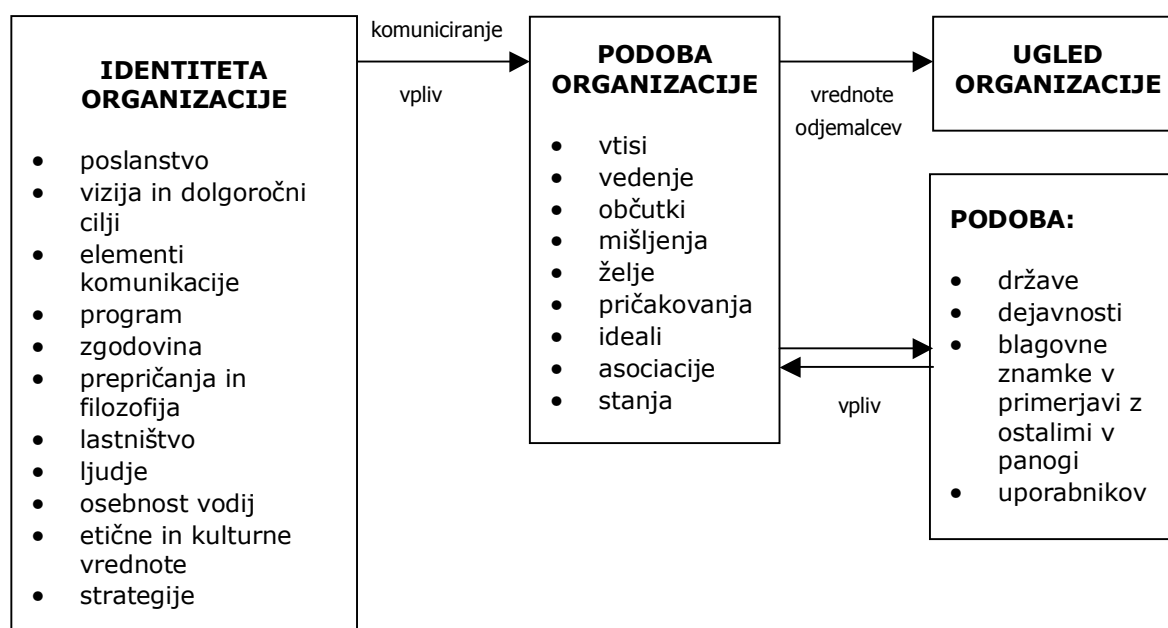 IDENTITETA
ORGANIZACIJE
• poslanstvo
• vizija in dolgoročni
cilji
• elementi
komunikacije
• program
• zgodovina
• prepričanja in
filozofija
• lastništvo
• ljudje
• osebnost vodij
• etične in kulturne
vrednote
• strategije
komuniciranje
vpliv
PODOBA
ORGANIZACIJE
• vtisi
• vedenje
• občutki
• mišljenja
• želje
• pričakovanja
• ideali
• asociacije
• stanja
vrednote
odjemalcev
UGLED
ORGANIZACIJE
vpliv
PODOBA:
• države
• dejavnosti
• blagovne
znamke v
primerjavi z
ostalimi v
panogi
• uporabnikov